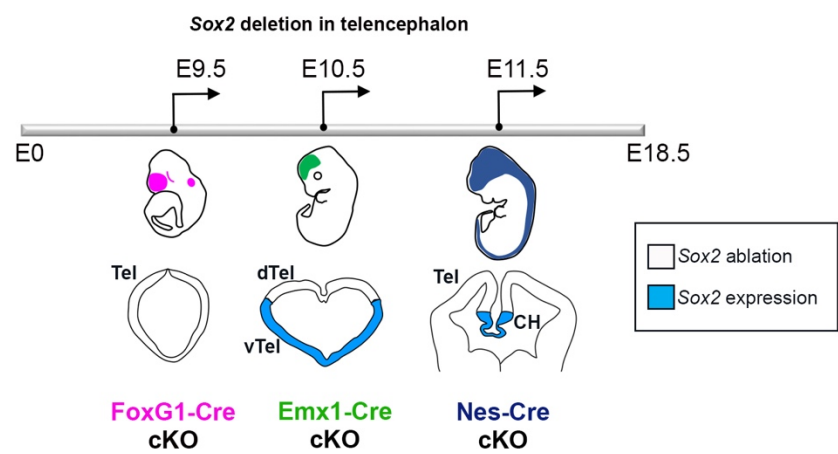 Sox2 deletion in telencephalon
E9.5
E10.5
E11.5
E0
E18.5
Tel
dTel
vTel
Tel
CH
Sox2 ablation
Sox2 expression
FoxG1-Cre
cKO
Emx1-Cre
cKO
Nes-Cre
cKO